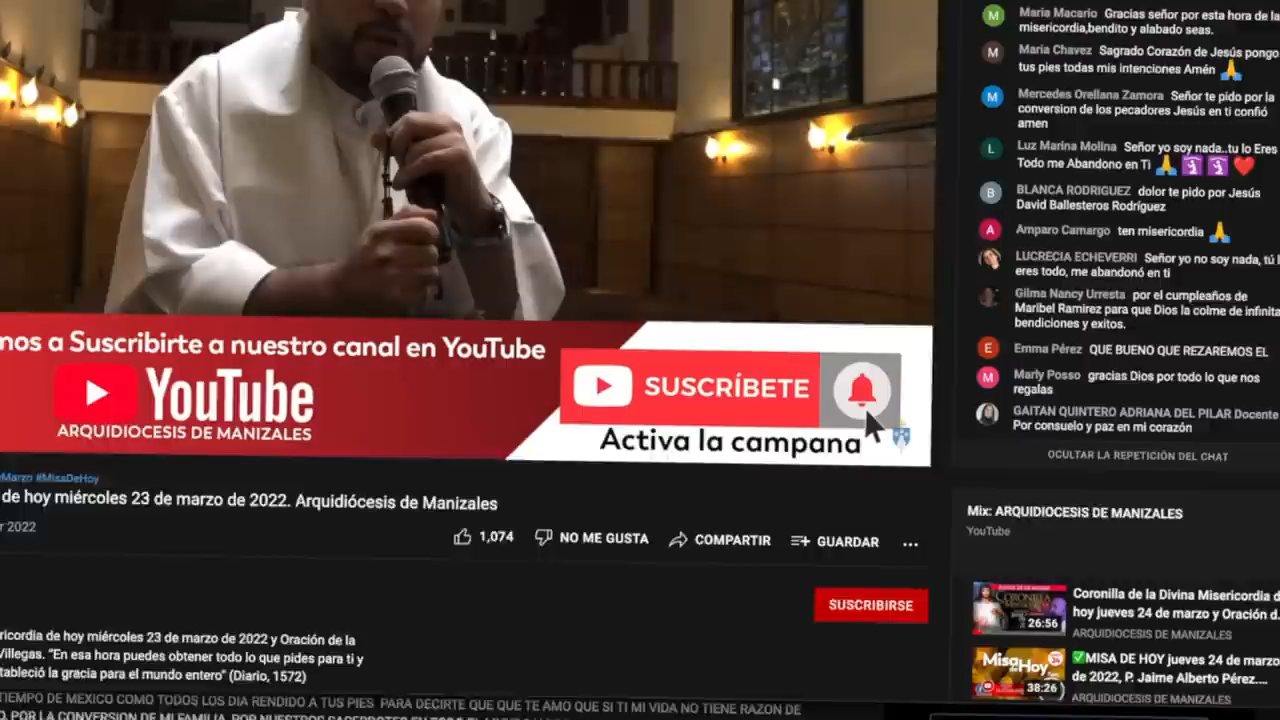 nos a Suscribirte a nuestro canal en YouTube
YouTube
ARQUIDIOCESIS DE MANIZALES
SUSCRÍBETE
Activa la campana
#MisaDeHoy
de hoy miércoles 23 de marzo de 2022. Arquidiócesis de Manizales
2022
1,074
NO ME GUSTA
COMPARTIR
GUARDAR
SUSCRIBIRSE
ricordia de hoy miércoles 23 de marzo de 2022 y Oración de la
Villegas. “En esa hora puedes obtener todo lo que pides para ti y
tableció la gracia para el mundo entero" (Diario, 1572)
TIEMPO DE MEXICO COMO TODOS LOS DIA RENDIDO A TUS PIES PARA DECIRTE QUE QUE TE AMO QUE SI TI MI VIDA NO TIENE RAZON DE
M
Maria Macario Gracias señor por esta hora de la
misericordia,bendito y alabado seas.
M
Maria Chavez Sagrado Corazón de Jesús pongo
tus pies todas mis intenciones Amén 🙏
M
Mercedes Orellana Zamora Señor te pido por la
conversion de los pecadores Jesús en ti confió
amen
L
Luz Marina Molina Señor yo soy nada..tu lo Eres
Todo me Abandono en Ti 🙏🛐🛐❤️
B
BLANCA RODRIGUEZ dolor te pido por Jesús
David Ballesteros Rodríguez
A
Amparo Camargo ten misericordia 🙏
LUCRECIA ECHEVERRI Señor yo no soy nada, tú l
eres todo, me abandonó en ti
Gilma Nancy Urresta por el cumpleaños de
Maribel Ramirez para que Dios la colme de infinita
bendiciones y exitos.
E
Emma Pérez QUE BUENO QUE REZAREMOS EL
M
Marly Posso gracias Dios por todo lo que nos
regalas
GAITAN QUINTERO ADRIANA DEL PILAR Docente
Por consuelo y paz en mi corazón
OCULTAR LA REPETICIÓN DEL CHAT
Mix: ARQUIDIOCESIS DE MANIZALES
YouTube
CORONILLA
26:56
Coronilla de la Divina Misericordia d
hoy jueves 24 de marzo y Oración d...
ARQUIDIOCESIS DE MANIZALES
Misa de Hoy
38:26
✅MISA DE HOY jueves 24 de marzo
de 2022, P. Jaime Alberto Pérez....
ARQUIDIOCESIS DE MANIZALES